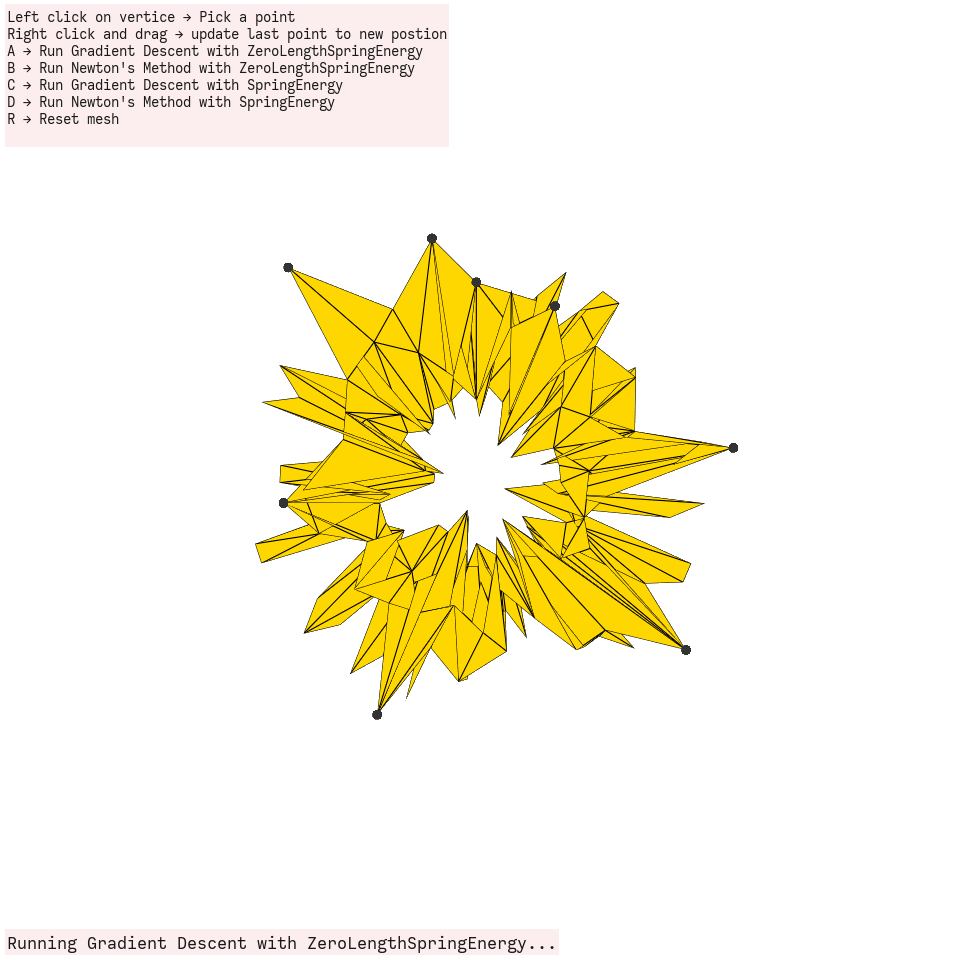 Left click on vertice → Pick a point
Right click and drag → update last point to new postion
A → Run Gradient Descent with ZeroLengthSpringEnergy
B → Run Newton's Method with ZeroLengthSpringEnergy
C → Run Gradient Descent with SpringEnergy
D → Run Newton's Method with SpringEnergy
R → Reset mesh
Running Gradient Descent with ZeroLengthSpringEnergy...